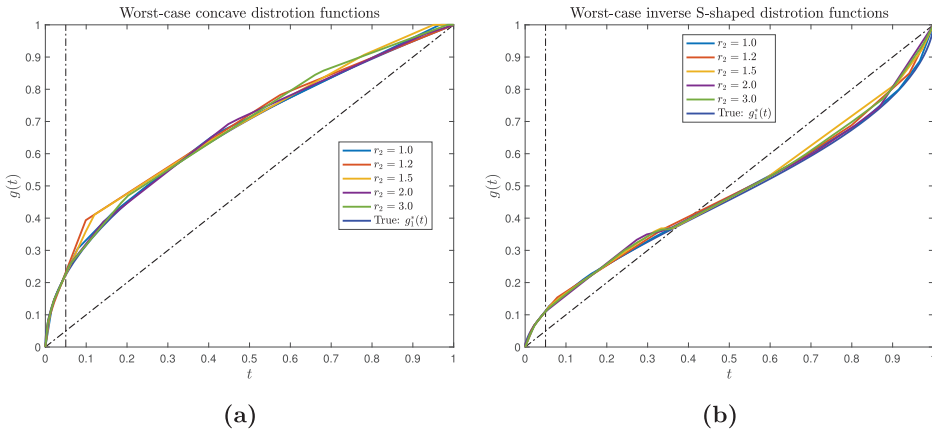 Worst-case concave distrotion functions
g(t)
1
0.9
0.8
0.7
0.6
0.5
0.4
0.3
0.2
0.1
0
r₂ = 1.0
r₂ = 1.2
r₂ = 1.5
r₂ = 2.0
r₂ = 3.0
True: g₁*(t)
0 0.1 0.2 0.3 0.4 0.5 0.6 0.7 0.8 0.9 1
t
(a)
Worst-case inverse S-shaped distrotion functions
g(t)
1
0.9
0.8
0.7
0.6
0.5
0.4
0.3
0.2
0.1
0
r₂ = 1.0
r₂ = 1.2
r₂ = 1.5
r₂ = 2.0
r₂ = 3.0
True: g₁*(t)
0 0.1 0.2 0.3 0.4 0.5 0.6 0.7 0.8 0.9 1
t
(b)